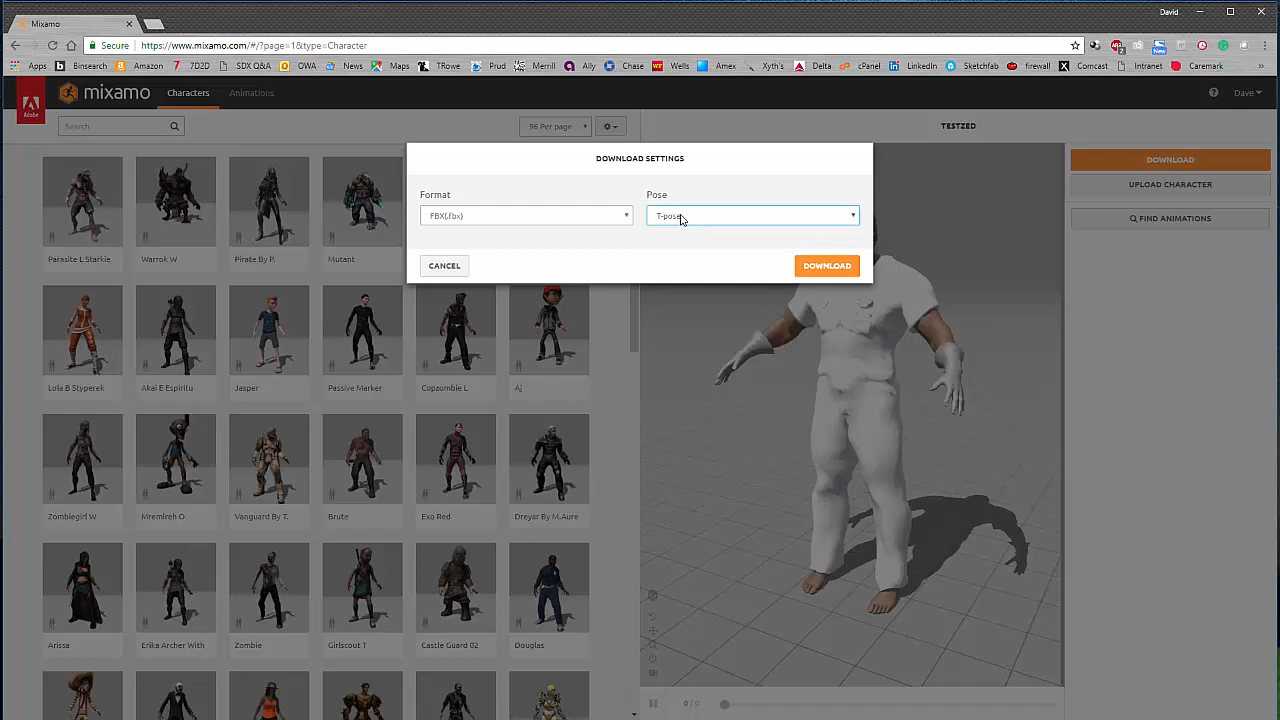 David
Mixamo
Secure
https://www.mixamo.com/#/?page=1&type=Character
Apps
Binsearch
Amazon
7D2D
SDX Q&A
OWA
News
Maps
TRowe
Prud
Merrill
Ally
Chase
Wells
Amex
Xyth's
Delta
cPanel
LinkedIn
Sketchfab
firewall
Comcast
Intranet
Caremark
»
Adobe
mixamo
Characters
Animations
Dave
Search
96 Per page
TESTZED
DOWNLOAD SETTINGS
Format
Pose
FBX(.fbx)
T-pose
CANCEL
DOWNLOAD
DOWNLOAD
UPLOAD CHARACTER
FIND ANIMATIONS
Parasite L Starkie
Warrok W
Pirate By P.
Mutant
Lola B Styperek
Akai E Espiritu
Jasper
Passive Marker
Copzombie L
Aj
Zombiegirl W
Mremireh O
Vanguard By T.
Brute
Exo Red
Dreyar By M.Aure
Arissa
Erika Archer With
Zombie
Girlscout T
Castle Guard 02
Douglas
0 / 0